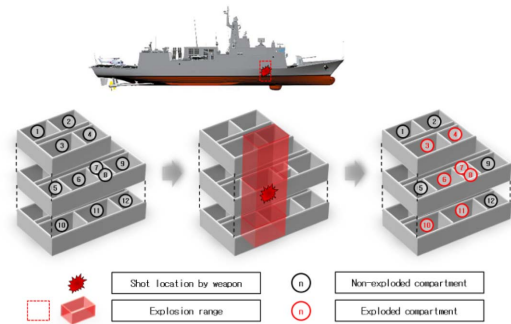 1 2
3 4
5 6 7 8 9
10 11 12
1 2
3 4
5 6 7 8 9
10 11 12
Shot location by weapon
n Non-exploded compartment
Explosion range
n Exploded compartment